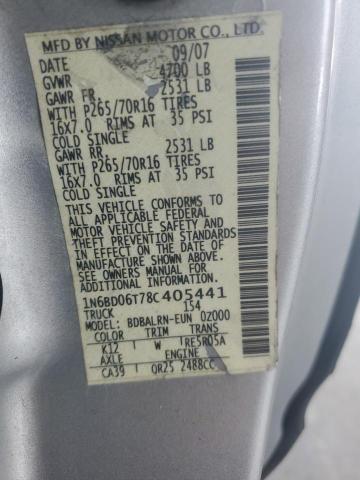 MFD BY NISSAN MOTOR CO., LTD.
DATE 09/07
GVWR 4700 LB
GAWR FR 2531 LB
WITH P265/70R16 TIRES
16X7.0 RIMS AT 35 PSI
COLD SINGLE
GAWR RR 2531 LB
WITH P265/70R16 TIRES
16X7.0 RIMS AT 35 PSI
COLD SINGLE
THIS VEHICLE CONFORMS TO
ALL APPLICABLE FEDERAL
MOTOR VEHICLE SAFETY
AND THEFT PREVENTION STANDARDS
IN EFFECT ON THE DATE OF
MANUFACTURE SHOWN ABOVE.
SEE OWNERS MANUAL FOR ADD. INFO.
1N6BD06T78C405441
TRUCK 154
MODEL: BDBALRN-EUN 0Z000
COLOR TRIM TRANS
K12 W RE5R05A
AXLE ENGINE
CA39 QR25 2488CC